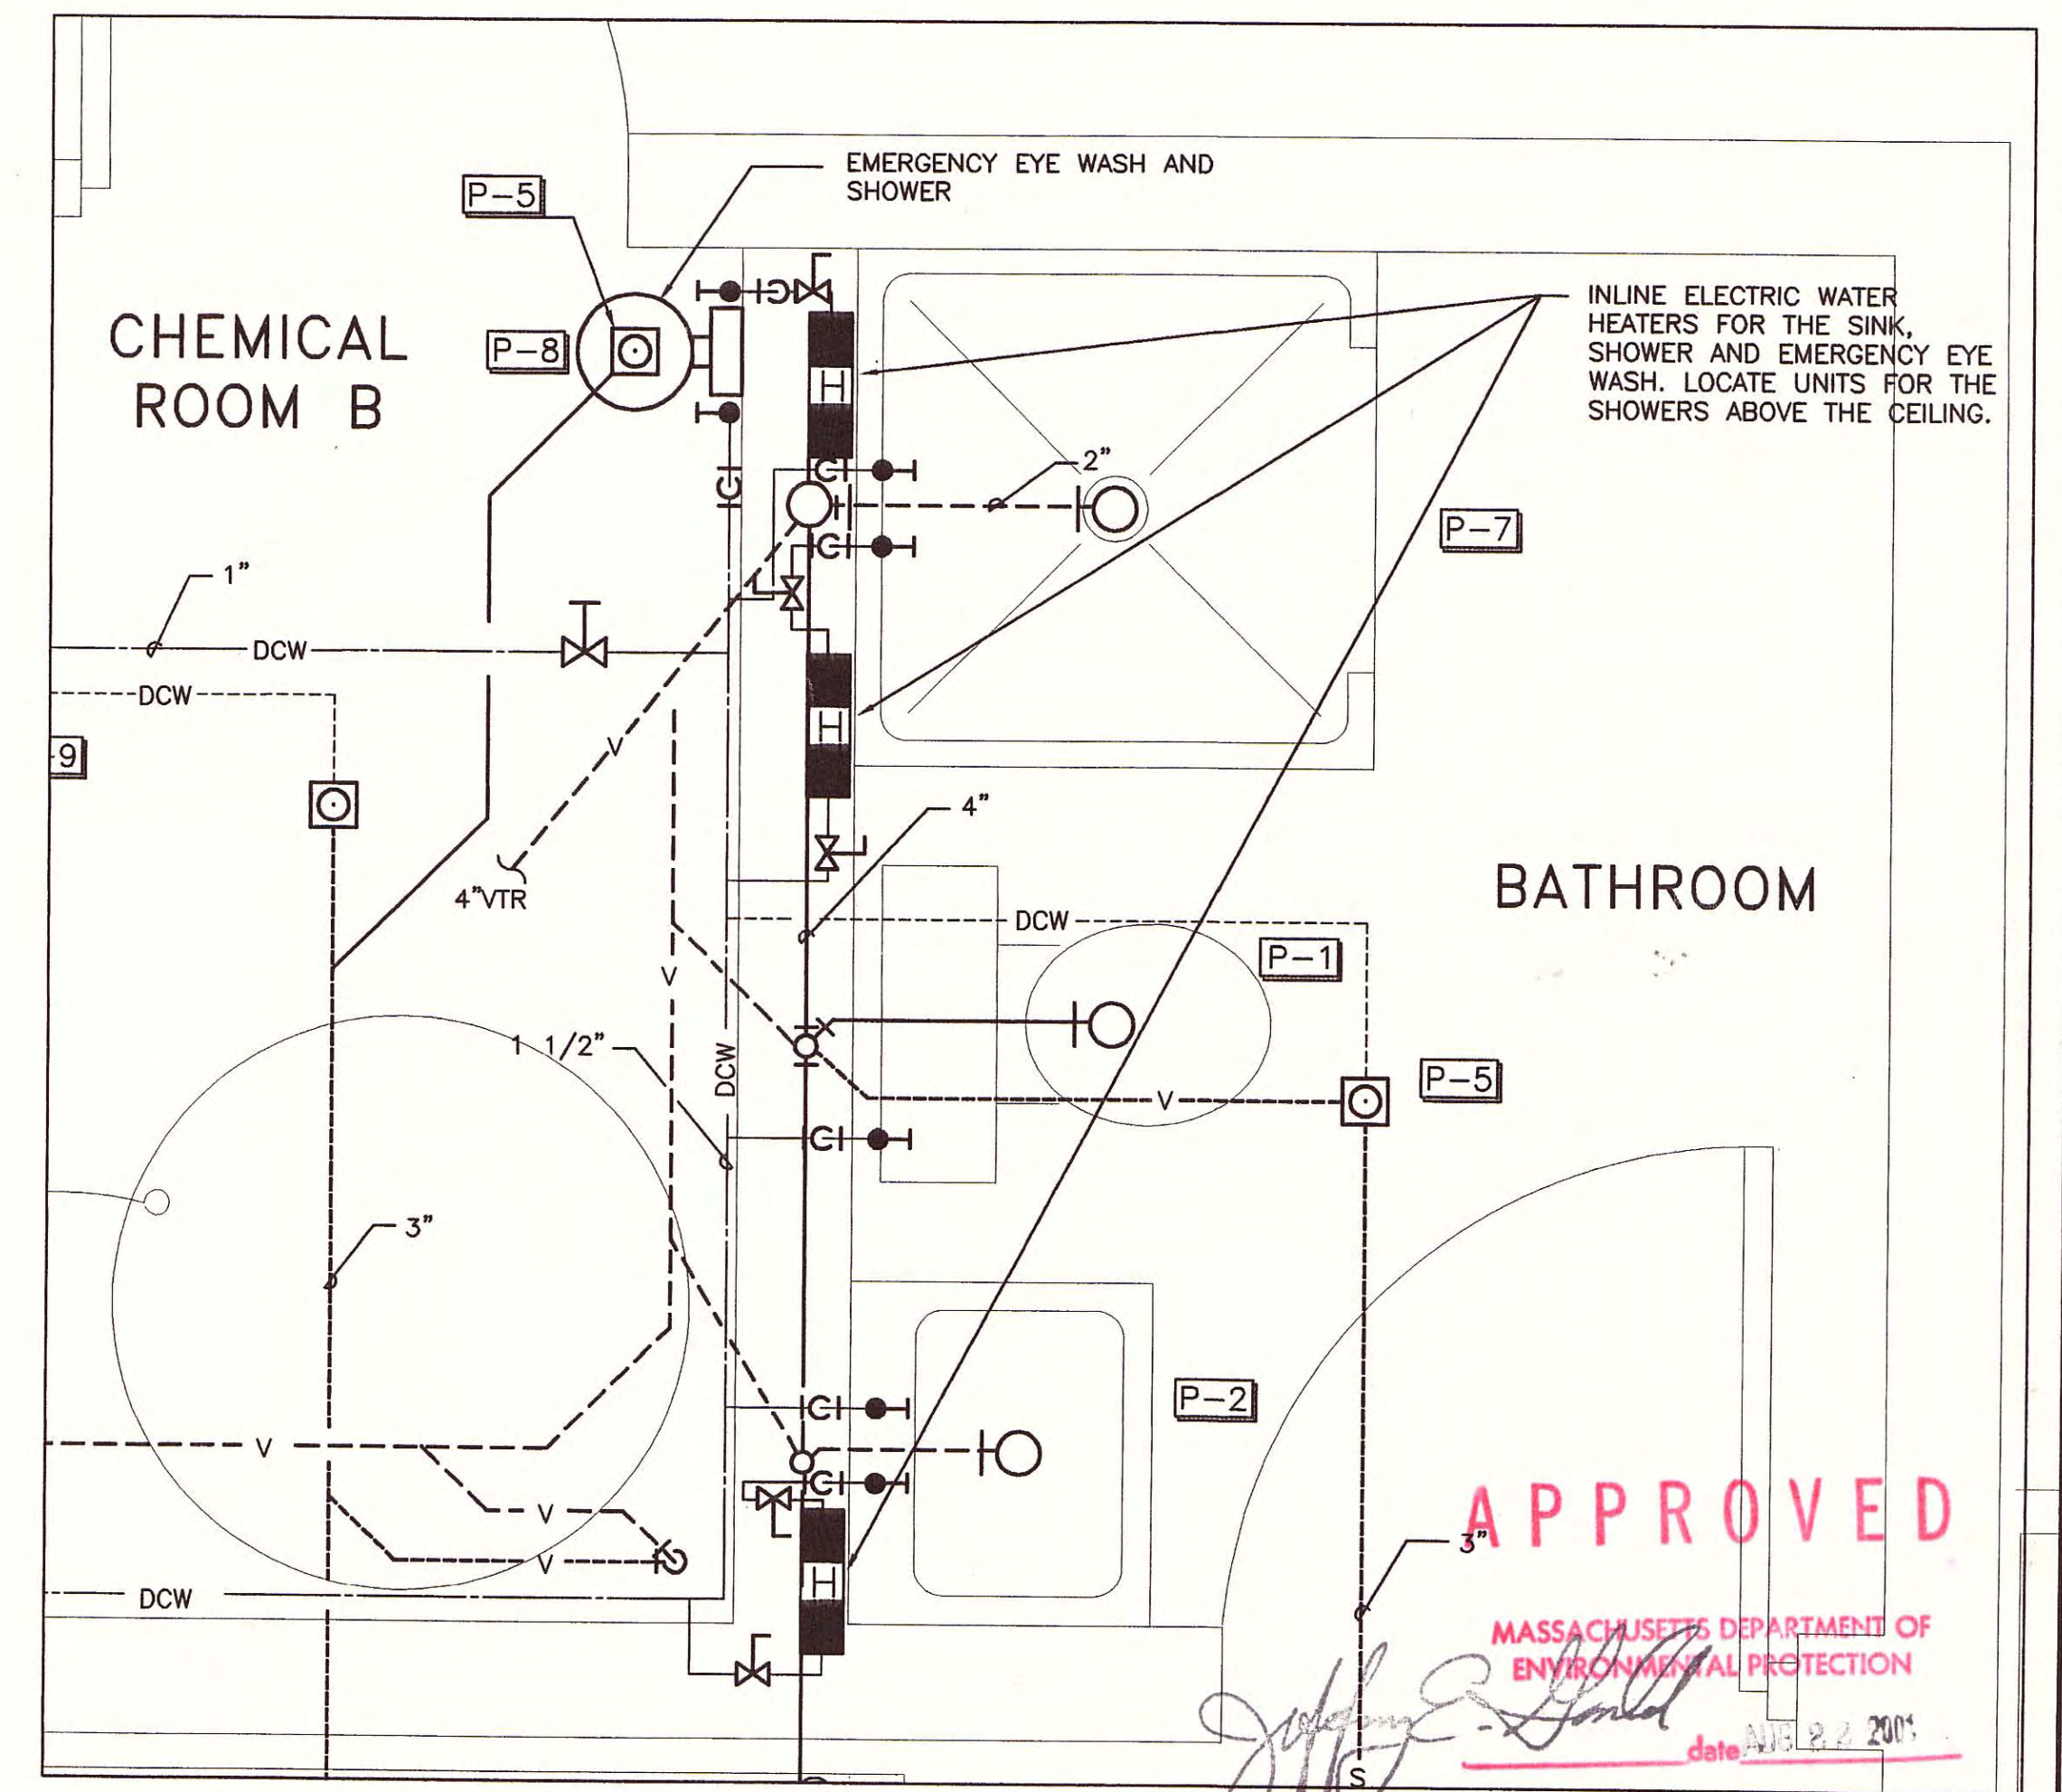 EMERGENCY EYE WASH AND
SHOWER
P-5
CHEMICAL
ROOM B
P-8
H
INLINE ELECTRIC WATER
HEATERS FOR THE SINK,
SHOWER AND EMERGENCY EYE
WASH. LOCATE UNITS FOR THE
SHOWERS ABOVE THE CEILING.
2"
P-7
1"
DCW
DCW
-9
V
H
4"
4"VTR
BATHROOM
DCW
P-1
V
1 1/2"
DCW
P-5
V
3"
P-2
V
V
V
H
DCW
3"
APPROVED
MASSACHUSETTS DEPARTMENT OF
ENVIRONMENTAL PROTECTION
date AUG 22
S